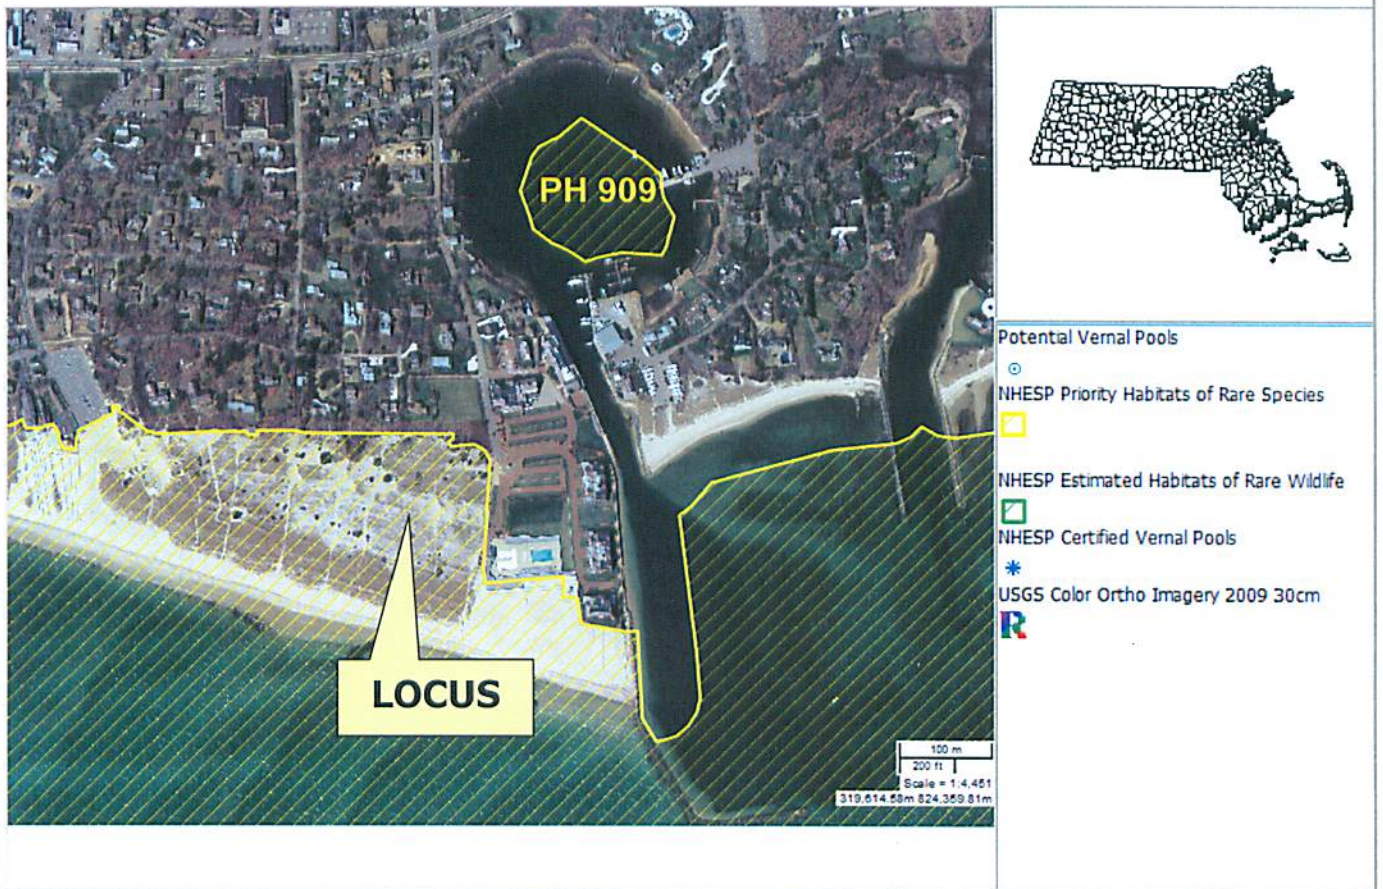 PH 909
LOCUS
100 m
200 ft
Scale = 1:4,451
319,614.58m 824,359.81m
Potential Vernal Pools
NHESP Priority Habitats of Rare Species
NHESP Estimated Habitats of Rare Wildlife
NHESP Certified Vernal Pools
USGS Color Ortho Imagery 2009 30cm